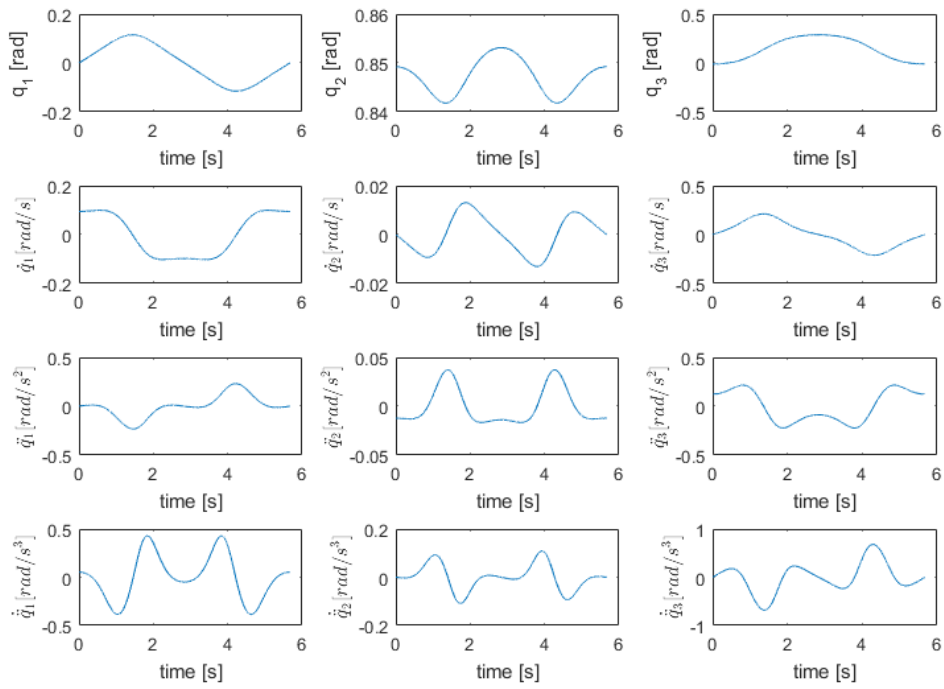 q₁ [rad]
0.2
0
-0.2
0 2 4 6
time [s]
q₂ [rad]
0.86
0.85
0.84
0 2 4 6
time [s]
q₃ [rad]
0.5
0
-0.5
0 2 4 6
time [s]
q̇₁[rad/s]
0.2
0
-0.2
0 2 4 6
time [s]
q̇₂[rad/s]
0.02
0
-0.02
0 2 4 6
time [s]
q̇₃[rad/s]
0.5
0
-0.5
0 2 4 6
time [s]
q̈₁[rad/s²]
0.5
0
-0.5
0 2 4 6
time [s]
q̈₂[rad/s²]
0.05
0
-0.05
0 2 4 6
time [s]
q̈₃[rad/s²]
0.5
0
-0.5
0 2 4 6
time [s]
q̈̇₁[rad/s³]
0.5
0
-0.5
0 2 4 6
time [s]
q̈̇₂[rad/s³]
0.2
0
-0.2
0 2 4 6
time [s]
q̈̇₃[rad/s³]
1
0
-1
0 2 4 6
time [s]